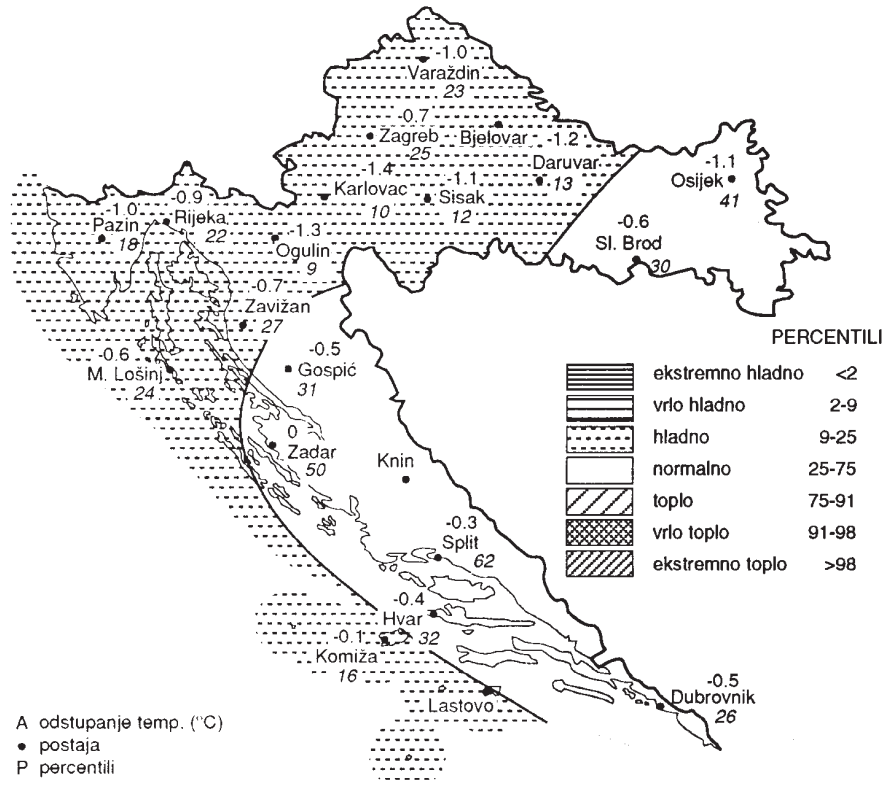 -1.0
Varaždin
23
-0.7
Zagreb
25
Bjelovar
-1.2
Daruvar
13
-1.1
Osijek
41
-1.4
Karlovac
10
-1.1
Sisak
12
-0.6
Sl. Brod
30
-1.0
Pazin
18
-0.9
Rijeka
22
-1.3
Ogulin
9
-0.7
Zavižan
27
-0.6
M. Lošinj
24
-0.5
Gospić
31
0
Zadar
50
Knin
-0.3
Split
62
-0.4
Hvar
32
-0.1
Komiža
16
Lastovo
-0.5
Dubrovnik
26
PERCENTILI
ekstremno hladno <2
vrlo hladno 2-9
hladno 9-25
normalno 25-75
toplo 75-91
vrlo toplo 91-98
ekstremno toplo >98
A odstupanje temp. (°C)
● postaja
P percentili